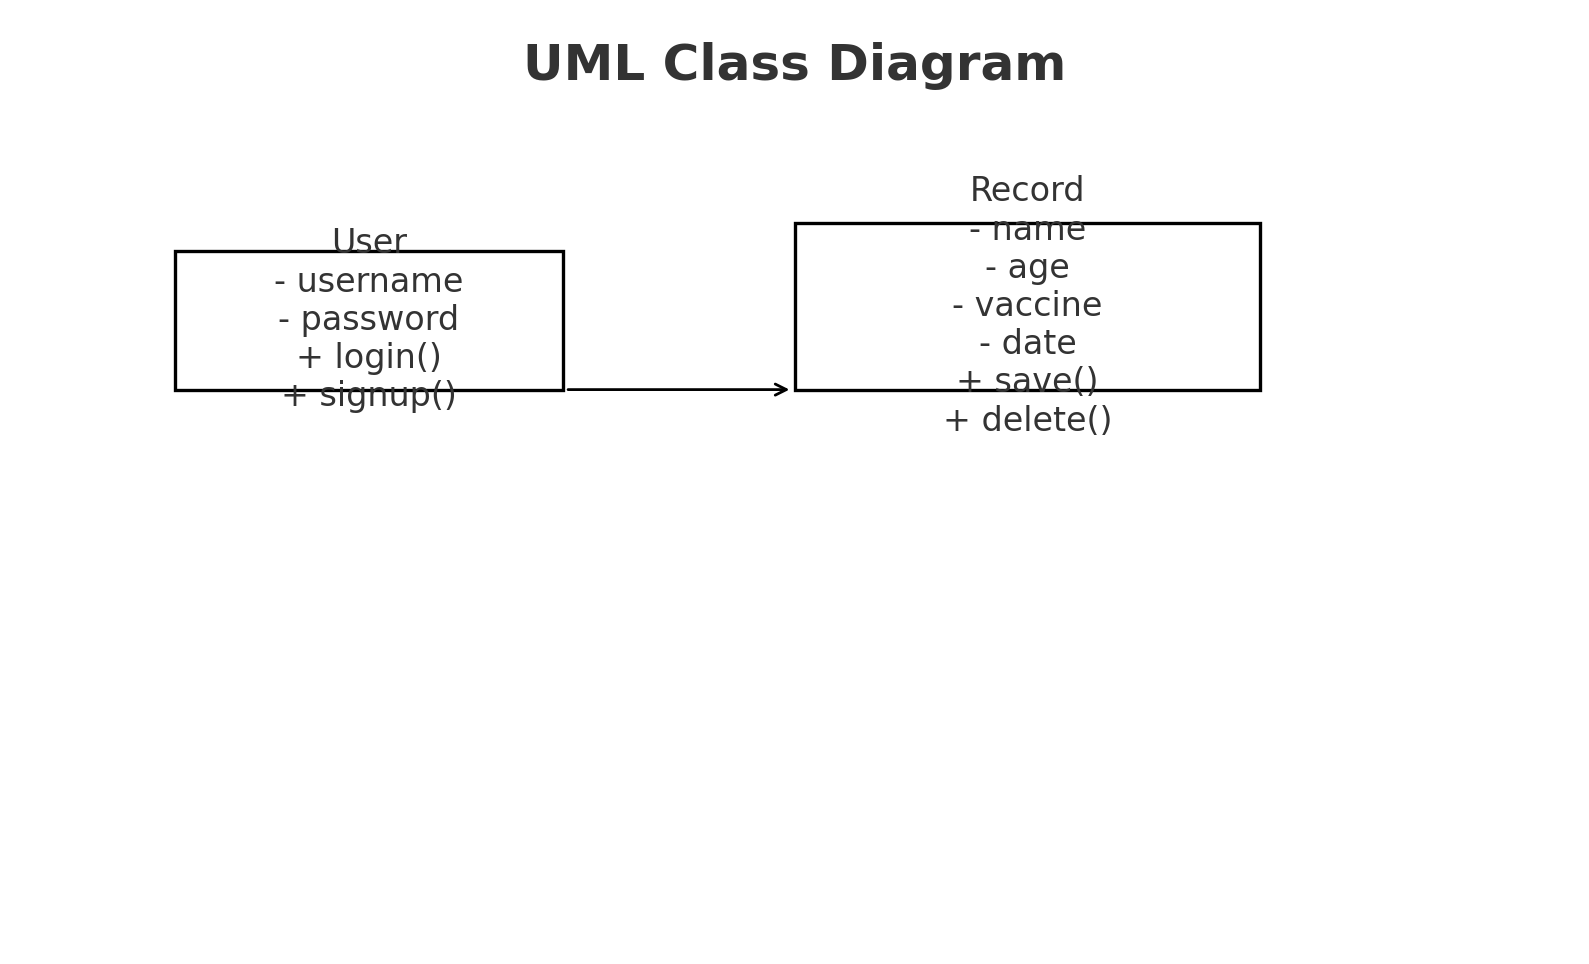 UML Class Diagram
User
- username
- password
+ login()
+ signup()
Record
- name
- age
- vaccine
- date
+ save()
+ delete()